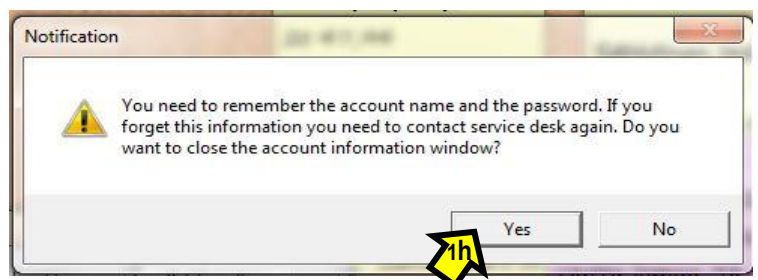 Notification
You need to remember the account name and the password. If you
forget this information you need to contact service desk again. Do you
want to close the account information window?
Yes
No
1h